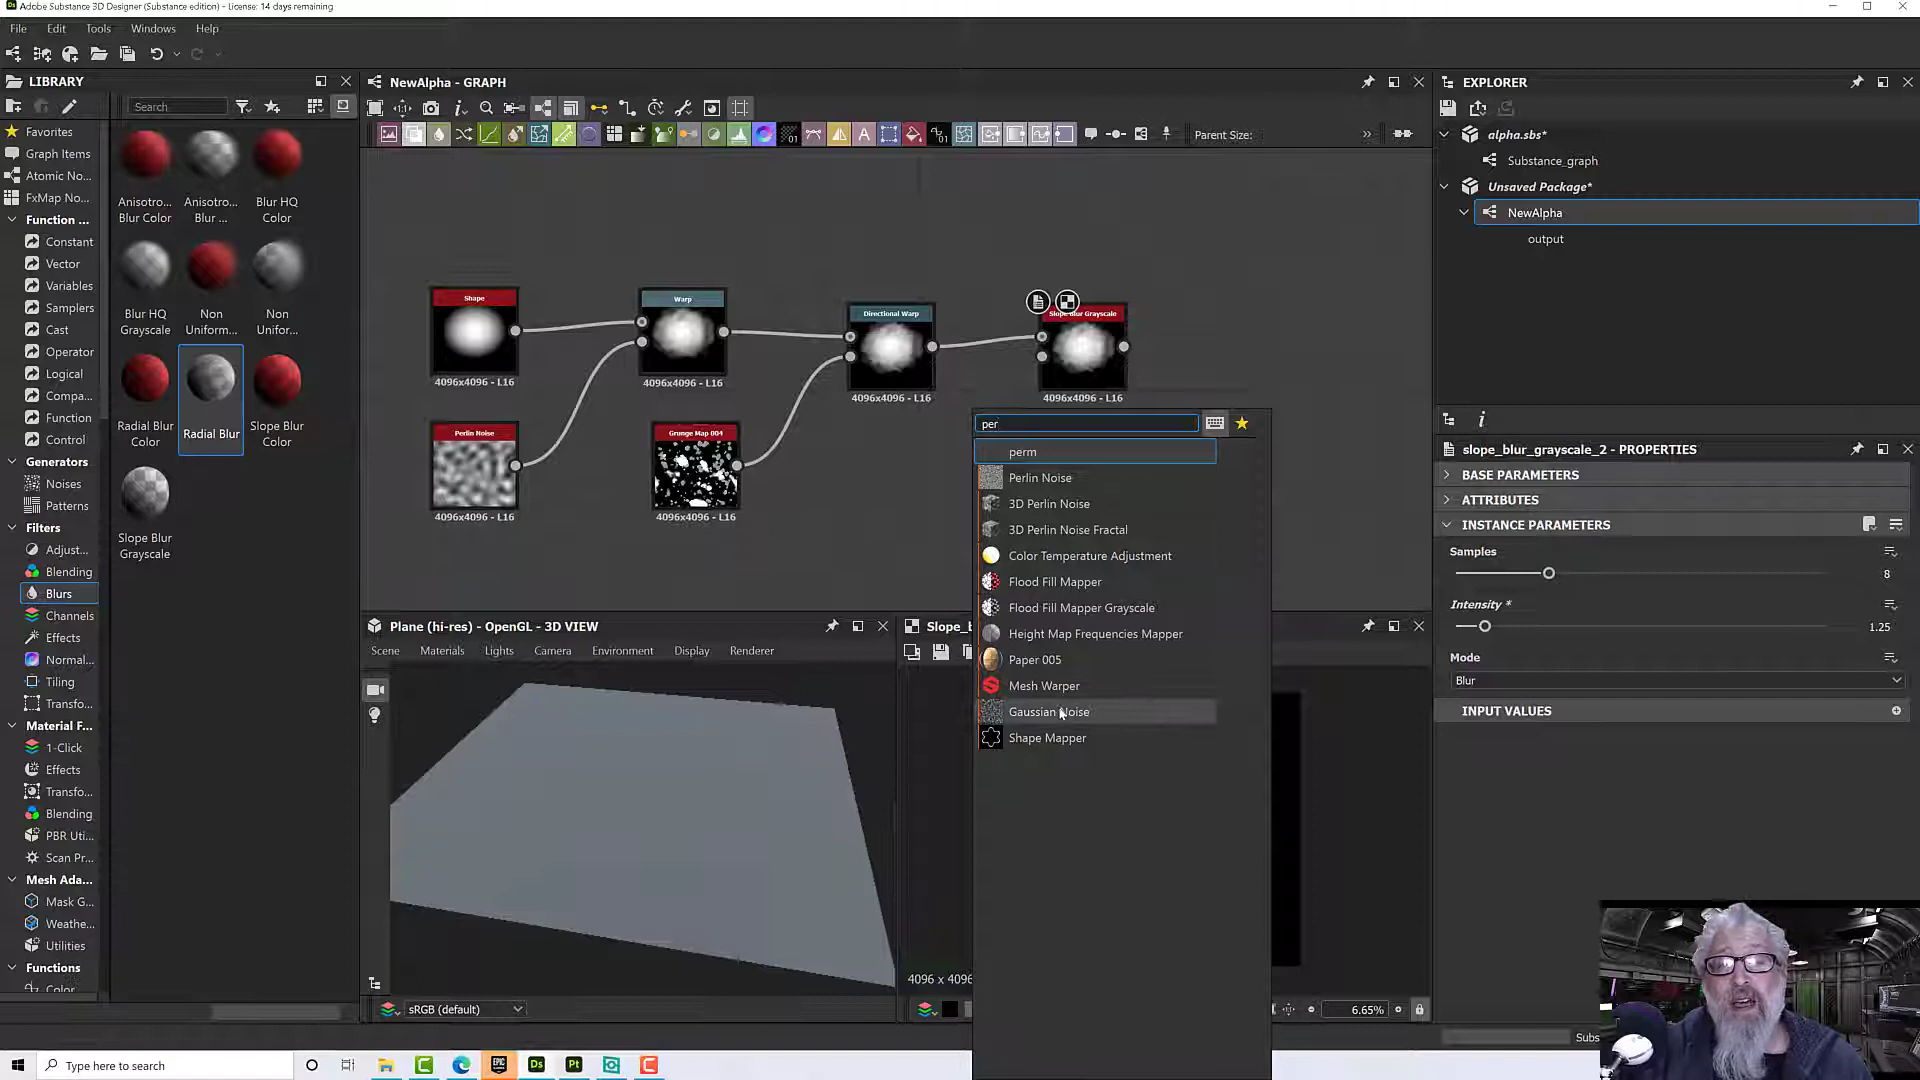 Adobe Substance 3D Designer (Substance edition) - License: 14 days remaining
File Edit Tools Windows Help
LIBRARY
Search
Favorites
Graph Items
Atomic No...
FxMap No...
Function ...
Constant
Vector
Variables
Samplers
Cast
Operator
Logical
Compa...
Function
Control
Generators
Noises
Patterns
Filters
Adjust...
Blending
Blurs
Channels
Effects
Normal...
Tiling
Transfo...
Material F...
1-Click
Effects
Transfo...
Blending
PBR Uti...
Scan Pr...
Mesh Ada...
Mask G...
Weathe...
Utilities
Functions
Color
Anisotro... Anisotro... Blur HQ
Blur Color Blur ... Color
Blur HQ Non Non
Grayscale Uniform... Unifor...
Radial Blur Radial Blur Slope Blur
Color Color
Slope Blur
Grayscale
NewAlpha - GRAPH
Parent Size:
Shape
4096x4096 - L16
Warp
4096x4096 - L16
Directional Warp
4096x4096 - L16
Slope Blur Grayscale
4096x4096 - L16
Perlin Noise
4096x4096 - L16
Grunge Map 004
4096x4096 - L16
per
perm
Perlin Noise
3D Perlin Noise
3D Perlin Noise Fractal
Color Temperature Adjustment
Flood Fill Mapper
Flood Fill Mapper Grayscale
Height Map Frequencies Mapper
Paper 005
Mesh Warper
Gaussian Noise
Shape Mapper
Plane (hi-res) - OpenGL - 3D VIEW
Scene Materials Lights Camera Environment Display Renderer
sRGB (default)
Slope_b
4096 x 4096
6.65%
EXPLORER
alpha.sbs*
Substance_graph
Unsaved Package*
NewAlpha
output
slope_blur_grayscale_2 - PROPERTIES
BASE PARAMETERS
ATTRIBUTES
INSTANCE PARAMETERS
Samples
8
Intensity *
1.25
Mode
Blur
INPUT VALUES
Subs
Type here to search